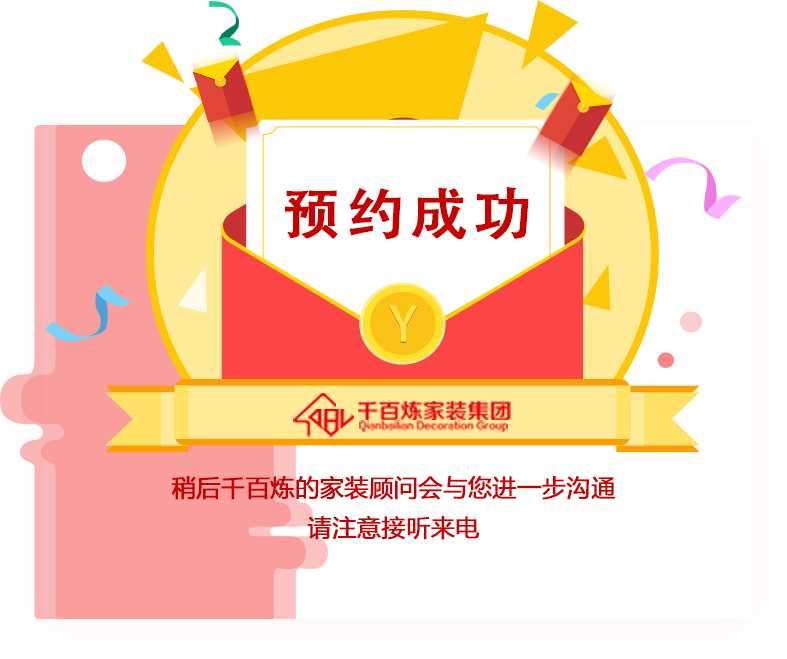 预约成功
Y
千百炼家装集团
Qianbailian Decoration Group
稍后千百炼的家装顾问会与您进一步沟通
请注意接听来电